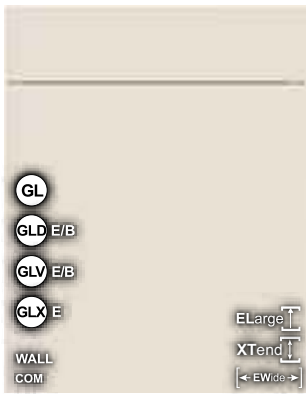 GL
GLD E/B
GLV E/B
GLX E
ELarge
XTend
WALL
COM
EWide